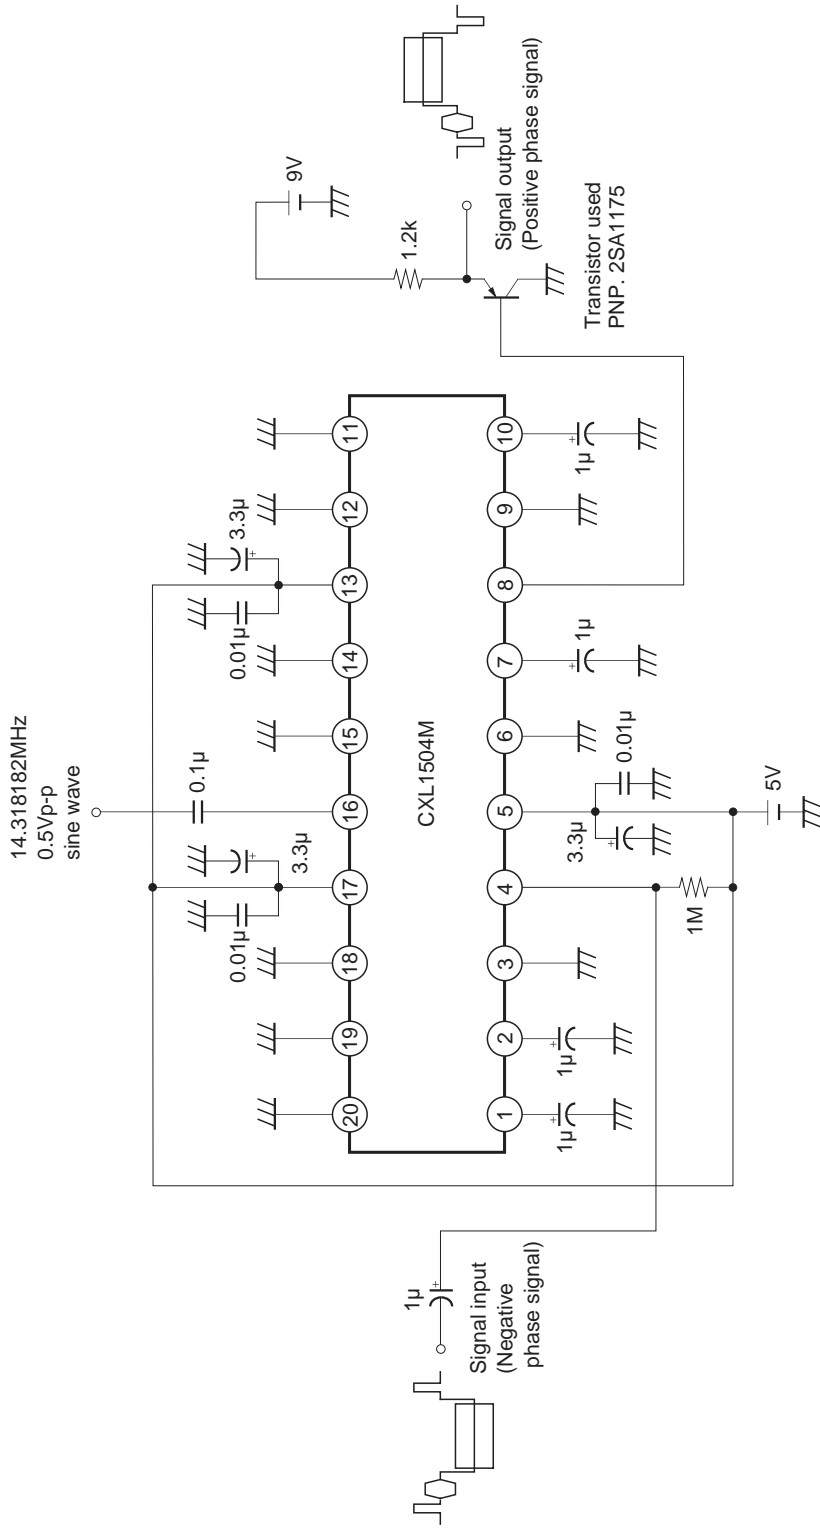 14.318182MHz
0.5Vp-p
sine wave
0.1µ
0.01µ
3.3µ
0.01µ
3.3µ
20
19
18
17
16
15
14
13
12
11
CXL1504M
1
2
3
4
5
6
7
8
9
10
1µ
1µ
1M
3.3µ
0.01µ
5V
1µ
1µ
1µ
Signal input
(Negative
phase signal)
9V
1.2k
Signal output
(Positive phase signal)
Transistor used
PNP. 2SA1175